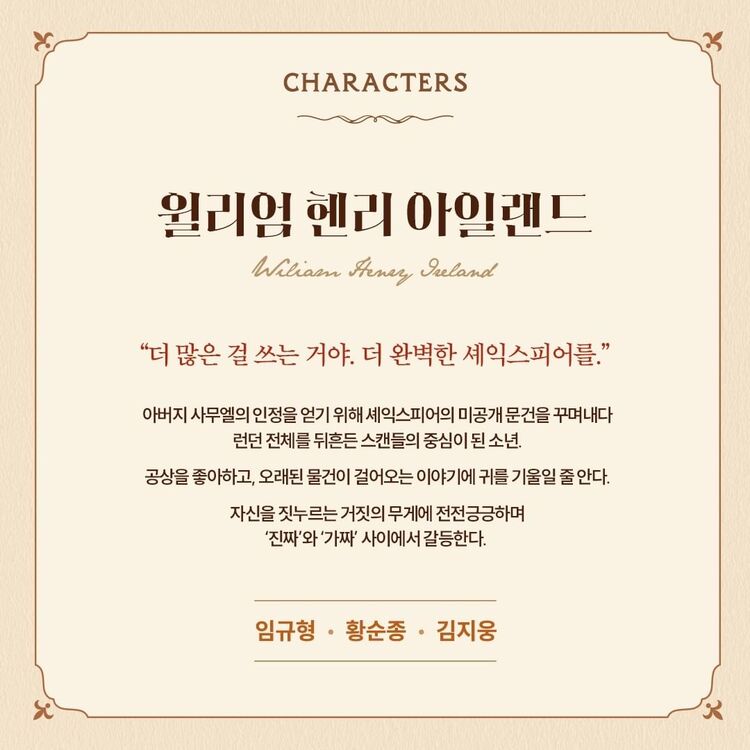 CHARACTERS
윌리엄 헨리 아일랜드
Wiliam Henry Ireland
“더 많은 걸 쓰는 거야. 더 완벽한 셰익스피어를.”
아버지 사무엘의 인정을 얻기 위해 셰익스피어의 미공개 문건을 꾸며내다
런던 전체를 뒤흔든 스캔들의 중심이 된 소년.
공상을 좋아하고, 오래된 물건이 걸어오는 이야기에 귀를 기울일 줄 안다.
자신을 짓누르는 거짓의 무게에 전전긍긍하며
‘진짜’와 ‘가짜’ 사이에서 갈등한다.
임규형 • 황순종 • 김지웅